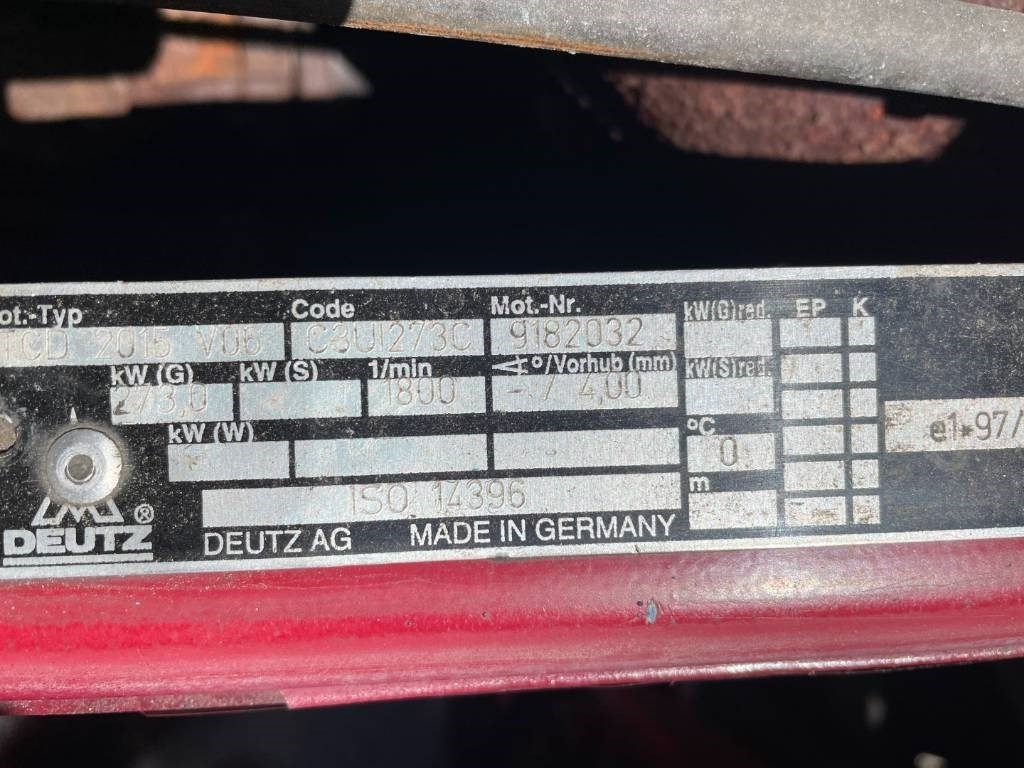 ot.-Typ Code Mot.-Nr. kW(G)red. EP K
TCD 2015 V06 C3UI273C 9182032
kW (G) kW (S) 1/min ∢°/Vorhub (mm) kW(S)red.
273,0 1800 - / 4,00
kW (W) °C e1*97/
0
ISO 14396 m
DEUTZ® DEUTZ AG MADE IN GERMANY